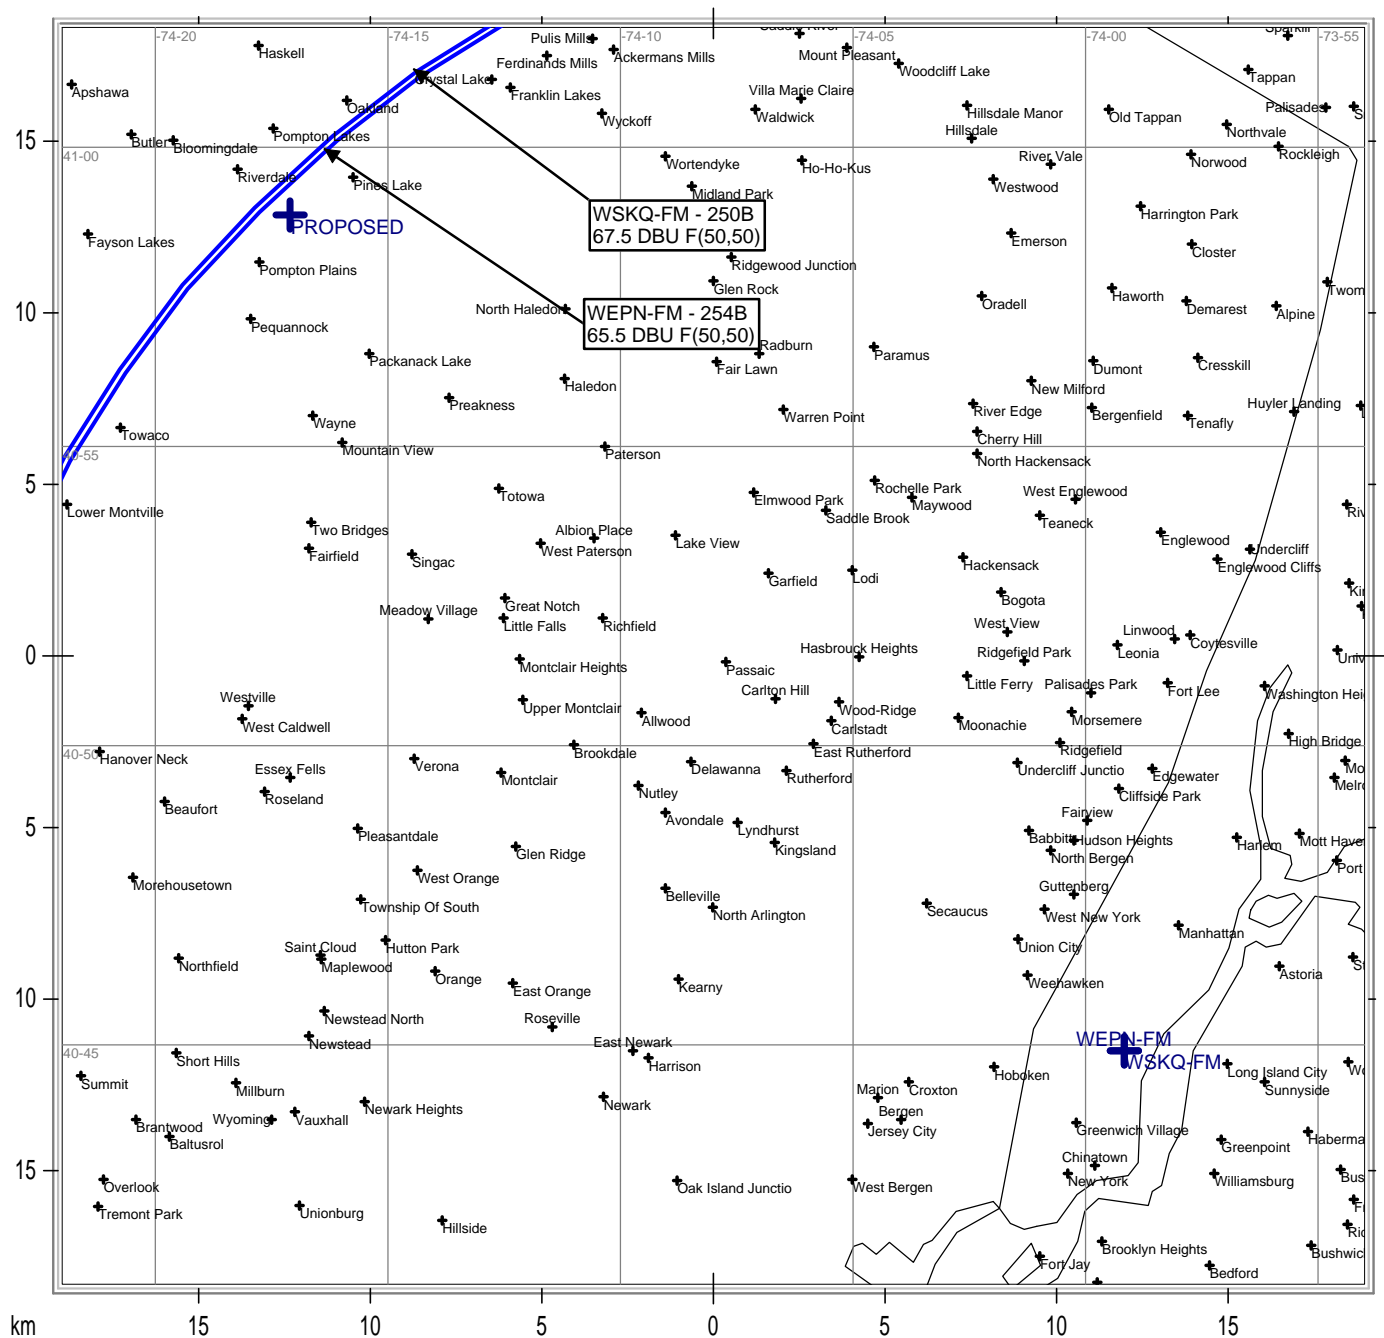 -74-20
-74-15
-74-10
-74-05
-74-00
-73-55
Pulis Mills
Haskell
Ackermans Mills
Mount Pleasant
Ferdinands Mills
Woodcliff Lake
Tappan
Crystal Lake
Apshawa
Franklin Lakes
Villa Marie Claire
Oakland
Wyckoff
Waldwick
Hillsdale Manor
Old Tappan
Palisades
Northvale
Butler
Bloomingdale
Pompton Lakes
Hillsdale
15
41-00
Wortendyke
Ho-Ho-Kus
River Vale
Norwood
Rockleigh
Riverdale
Pines Lake
Midland Park
Westwood
WSKQ-FM - 250B
67.5 DBU F(50,50)
Harrington Park
PROPOSED
Fayson Lakes
Emerson
Closter
Pompton Plains
Ridgewood Junction
Glen Rock
Oradell
Haworth
Demarest
Alpine
Twom
10
North Haledon
WEPN-FM - 254B
65.5 DBU F(50,50)
Pequannock
Radburn
Packanack Lake
Fair Lawn
Paramus
Dumont
Cresskill
Haledon
New Milford
Preakness
Warren Point
River Edge
Bergenfield
Tenafly
Huyler Landing
Towaco
Wayne
Mountain View
Cherry Hill
40-55
Paterson
North Hackensack
5
Totowa
Elmwood Park
Rochelle Park
Maywood
West Englewood
Lower Montville
Saddle Brook
Teaneck
Riv
Two Bridges
Albion Place
Lake View
Englewood
Undercliff
Fairfield
Singac
West Paterson
Englewood Cliffs
Hackensack
Garfield
Lodi
Bogota
Meadow Village
Great Notch
Little Falls
Richfield
West View
Linwood
Coytesville
0
Hasbrouck Heights
Leonia
Univ
Montclair Heights
Passaic
Ridgefield Park
Little Ferry
Palisades Park
Fort Lee
Washington Hei
Westville
Carlton Hill
West Caldwell
Upper Montclair
Allwood
Wood-Ridge
Carlstadt
Moonachie
Morsemere
High Bridge
40-50
Hanover Neck
Brookdale
East Rutherford
Ridgefield
Verona
Essex Fells
Montclair
Delawanna
Rutherford
Undercliff Junctio
Edgewater
Mo
Melro
Roseland
Nutley
Cliffside Park
Beaufort
Avondale
Fairview
5
Pleasantdale
Lyndhurst
Babbitt
Hudson Heights
Harlem
Mott Have
Glen Ridge
Kingsland
North Bergen
Port
Morehousetown
West Orange
Belleville
Guttenberg
Township Of South
North Arlington
Secaucus
West New York
Manhattan
Saint Cloud
Hutton Park
Union City
Northfield
Maplewood
Orange
East Orange
Kearny
Weehawken
Astoria
St
10
Newstead North
Roseville
Newstead
East Newark
WEPN-FM
40-45
Short Hills
Harrison
WSKQ-FM
Summit
Millburn
Hoboken
Long Island City
Sunnyside
Newark Heights
Newark
Marion
Croxton
Brantwood
Wyoming
Vauxhall
Bergen
Jersey City
Greenwich Village
Haberma
Baltusrol
Greenpoint
15
Overlook
Oak Island Junctio
West Bergen
Chinatown
New York
Williamsburg
Bus
Tremont Park
Unionburg
Hillside
Brooklyn Heights
Bushwic
Fort Jay
Bedford
km
15
10
5
0
5
10
15